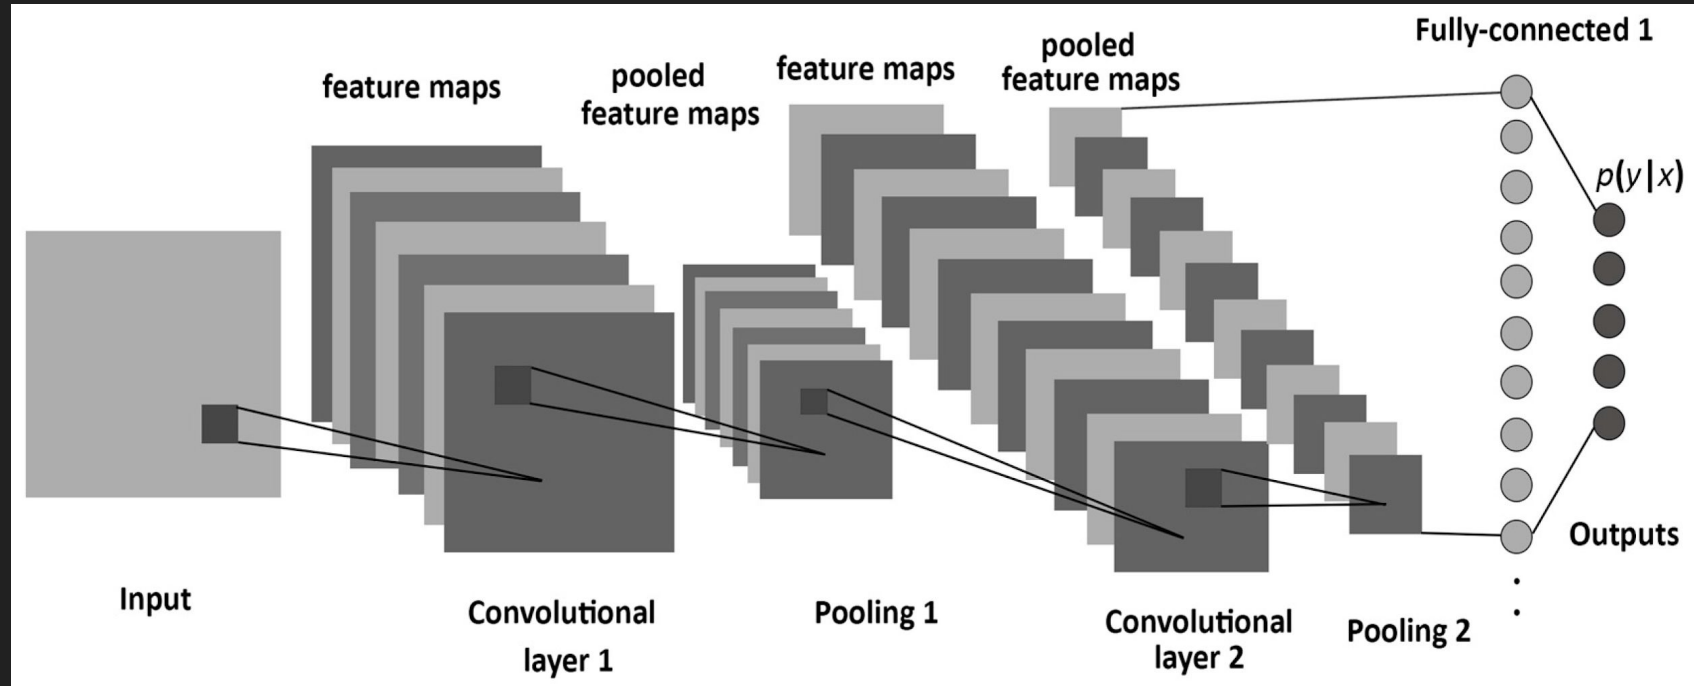 Fully-connected 1
feature maps
pooled
feature maps
feature maps
pooled
feature maps
p(y|x)
Input
Convolutional
layer 1
Pooling 1
Convolutional
layer 2
Pooling 2
Outputs